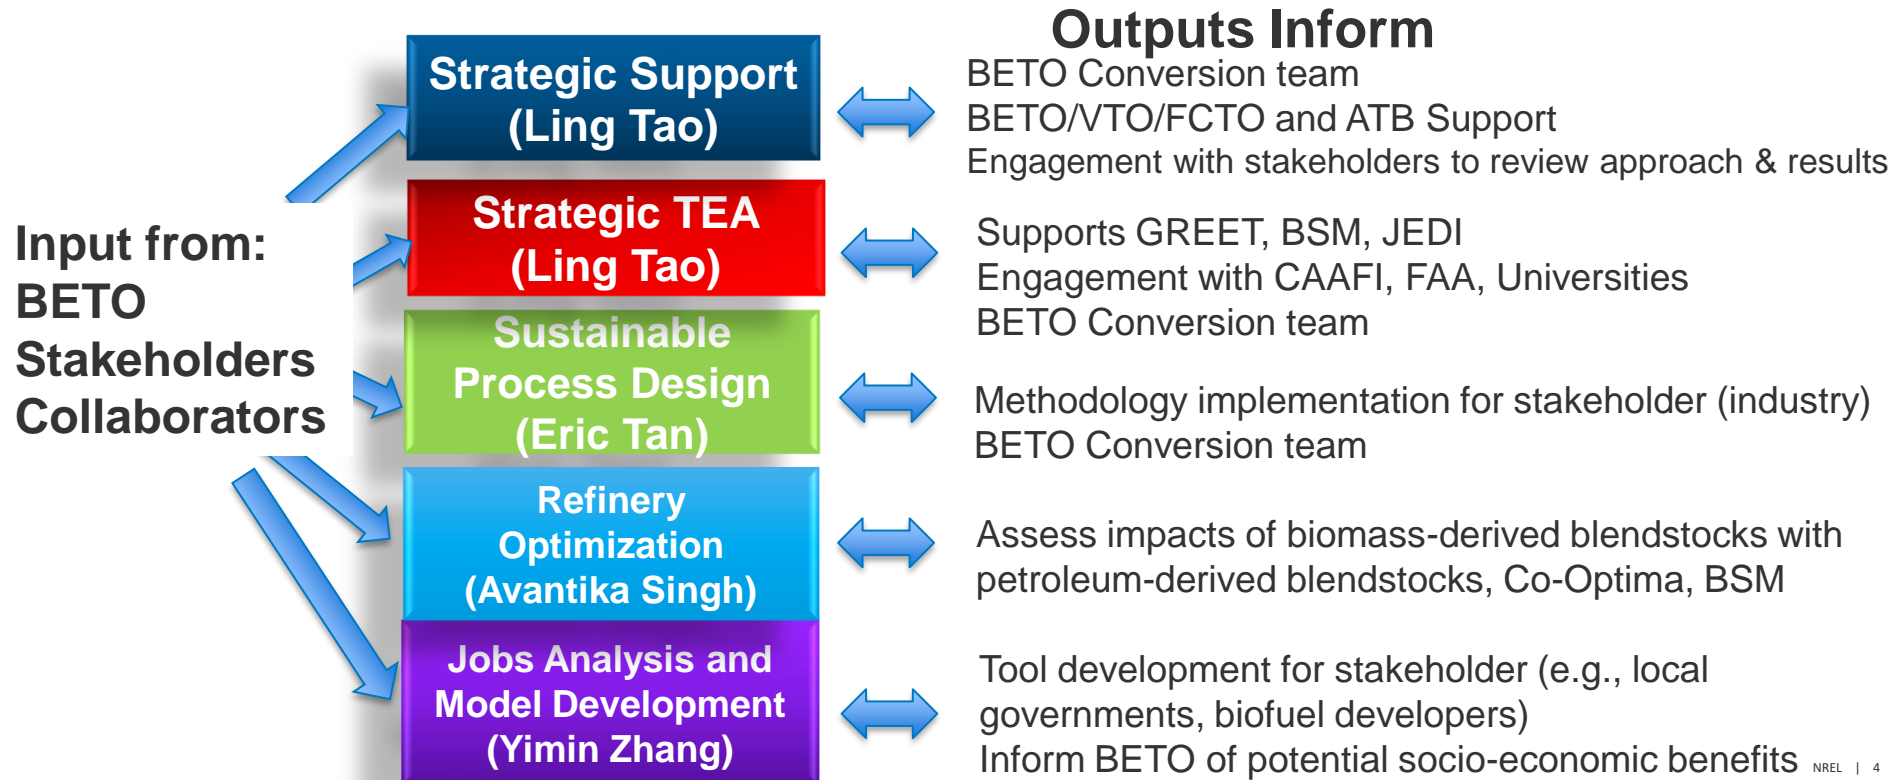 Outputs Inform
Input from:
BETO
Stakeholders
Collaborators
Strategic Support
(Ling Tao)
BETO Conversion team
BETO/VTO/FCTO and ATB Support
Engagement with stakeholders to review approach & results
Strategic TEA
(Ling Tao)
Supports GREET, BSM, JEDI
Engagement with CAAFI, FAA, Universities
BETO Conversion team
Sustainable
Process Design
(Eric Tan)
Methodology implementation for stakeholder (industry)
BETO Conversion team
Refinery
Optimization
(Avantika Singh)
Assess impacts of biomass-derived blendstocks with
petroleum-derived blendstocks, Co-Optima, BSM
Jobs Analysis and
Model Development
(Yimin Zhang)
Tool development for stakeholder (e.g., local
governments, biofuel developers)
Inform BETO of potential socio-economic benefits
NREL | 4